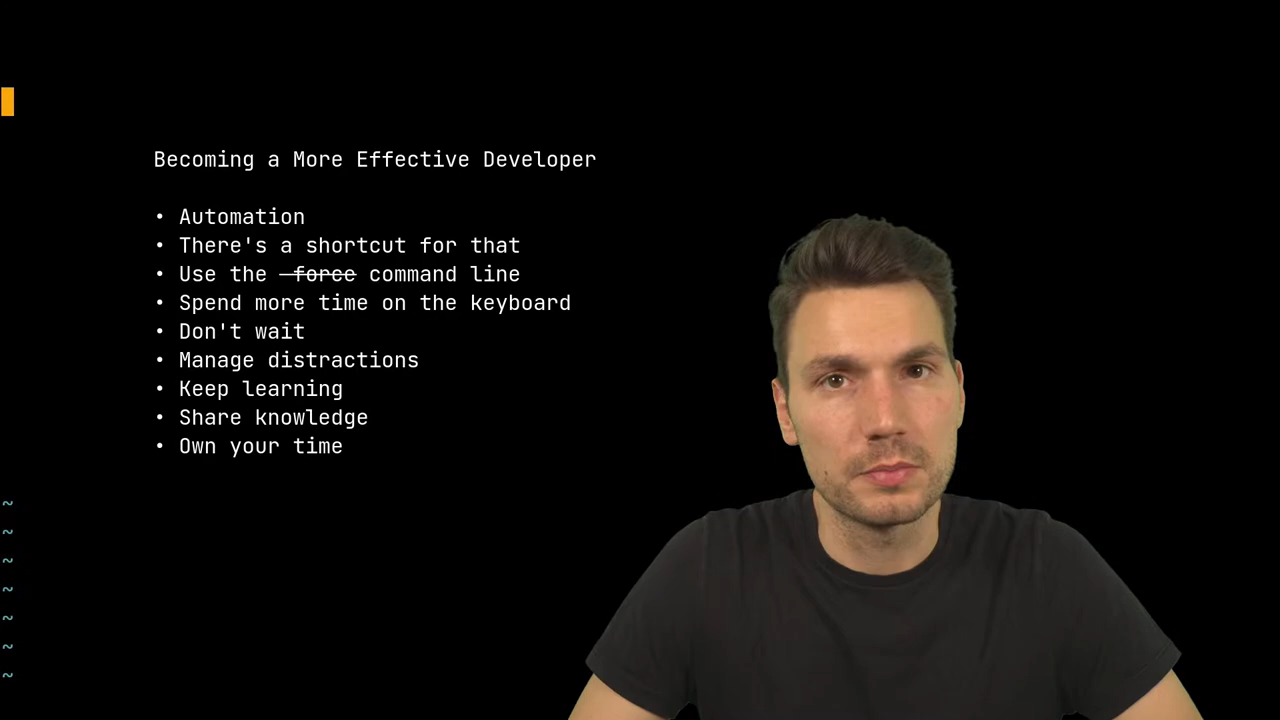 Becoming a More Effective Developer
• Automation
• There's a shortcut for that
• Use the —force command line
• Spend more time on the keyboard
• Don't wait
• Manage distractions
• Keep learning
• Share knowledge
• Own your time
~
~
~
~
~
~
~